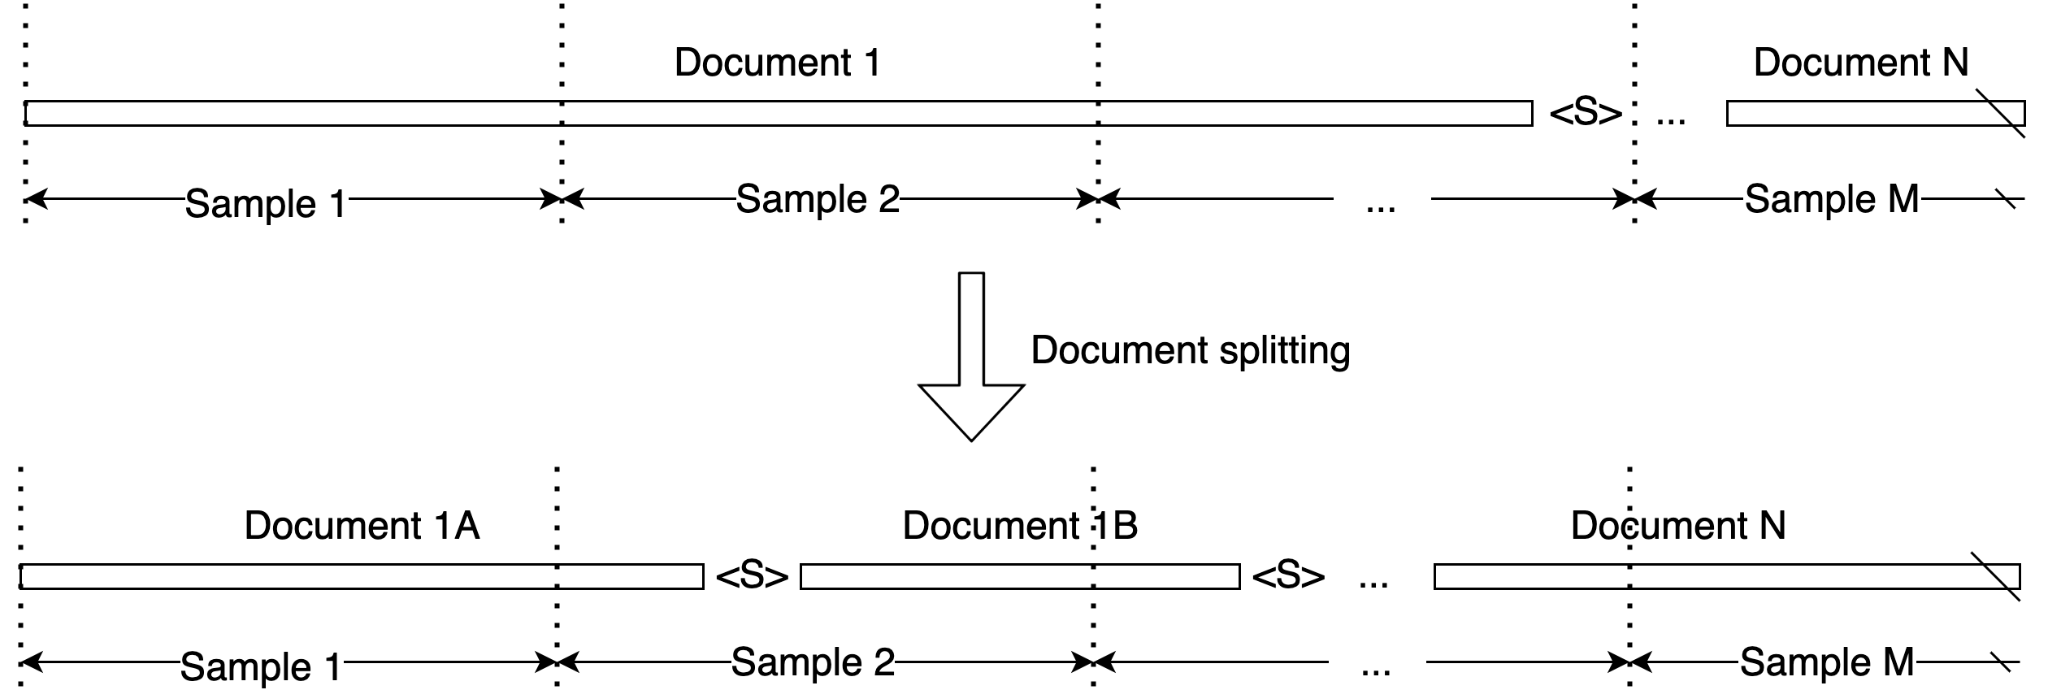 Document 1
Document N
<S>
...
Sample 1
Sample 2
...
Sample M
Document splitting
Document 1A
Document 1B
Document N
<S>
<S>
...
Sample 1
Sample 2
...
Sample M